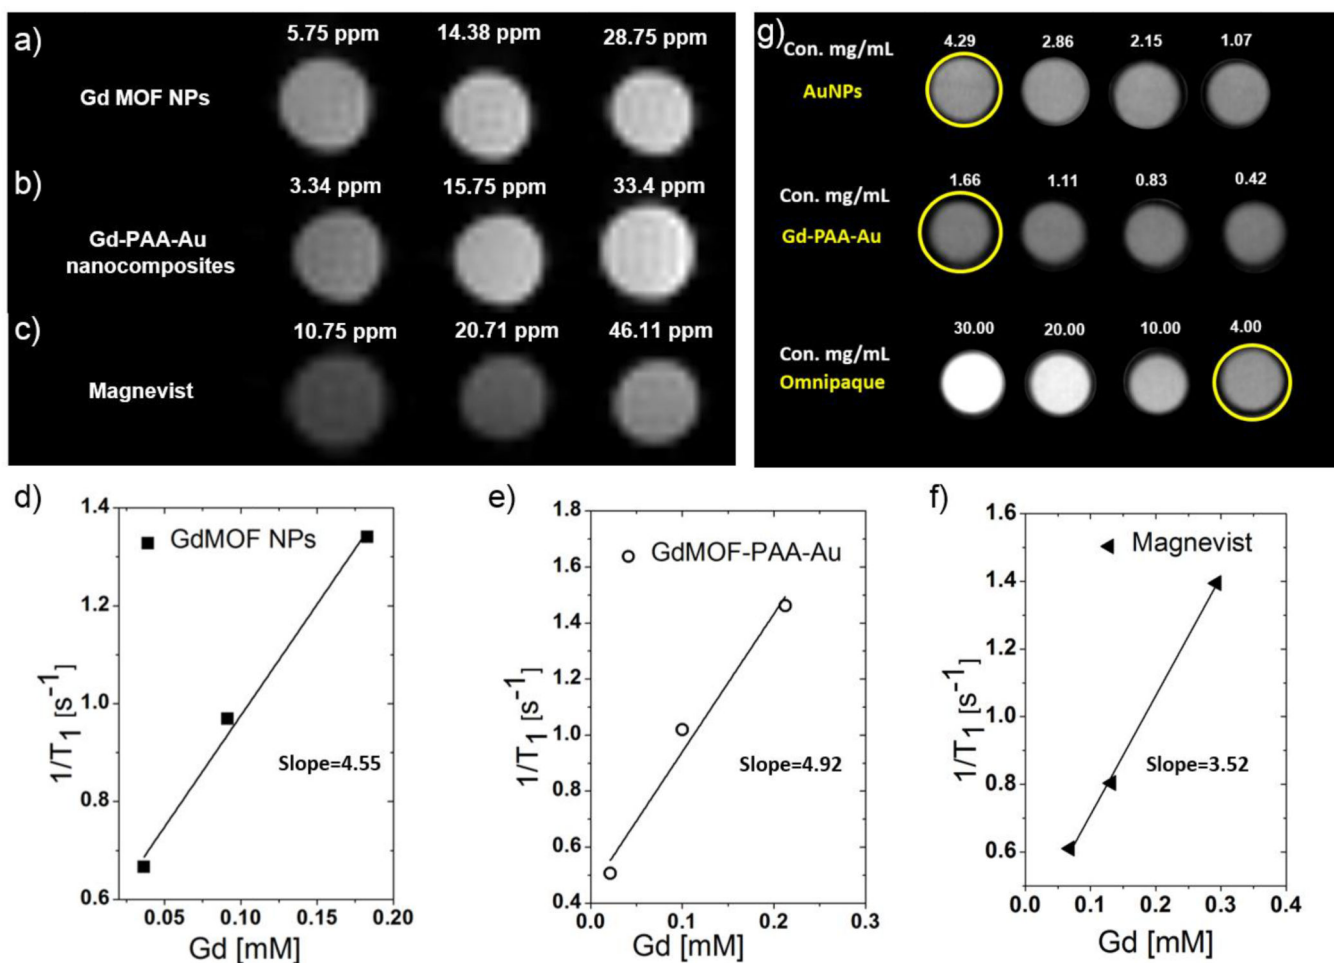 a)
5.75 ppm 14.38 ppm 28.75 ppm
Gd MOF NPs
b)
3.34 ppm 15.75 ppm 33.4 ppm
Gd-PAA-Au
nanocomposites
c)
10.75 ppm 20.71 ppm 46.11 ppm
Magnevist
g)
Con. mg/mL 4.29 2.86 2.15 1.07
AuNPs
Con. mg/mL 1.66 1.11 0.83 0.42
Gd-PAA-Au
30.00 20.00 10.00 4.00
Con. mg/mL
Omnipaque
d)
1.4
1.2
1.0
0.8
0.6
1/T1 [s-1]
GdMOF NPs
Slope=4.55
0.05 0.10 0.15 0.20
Gd [mM]
e)
1.8
1.6
1.4
1.2
1.0
0.8
0.6
0.4
1/T1 [s-1]
GdMOF-PAA-Au
Slope=4.92
0.0 0.1 0.2 0.3
Gd [mM]
f)
1.6
1.4
1.2
1.0
0.8
0.6
1/T1 [s-1]
Magnevist
Slope=3.52
0.0 0.1 0.2 0.3 0.4
Gd [mM]